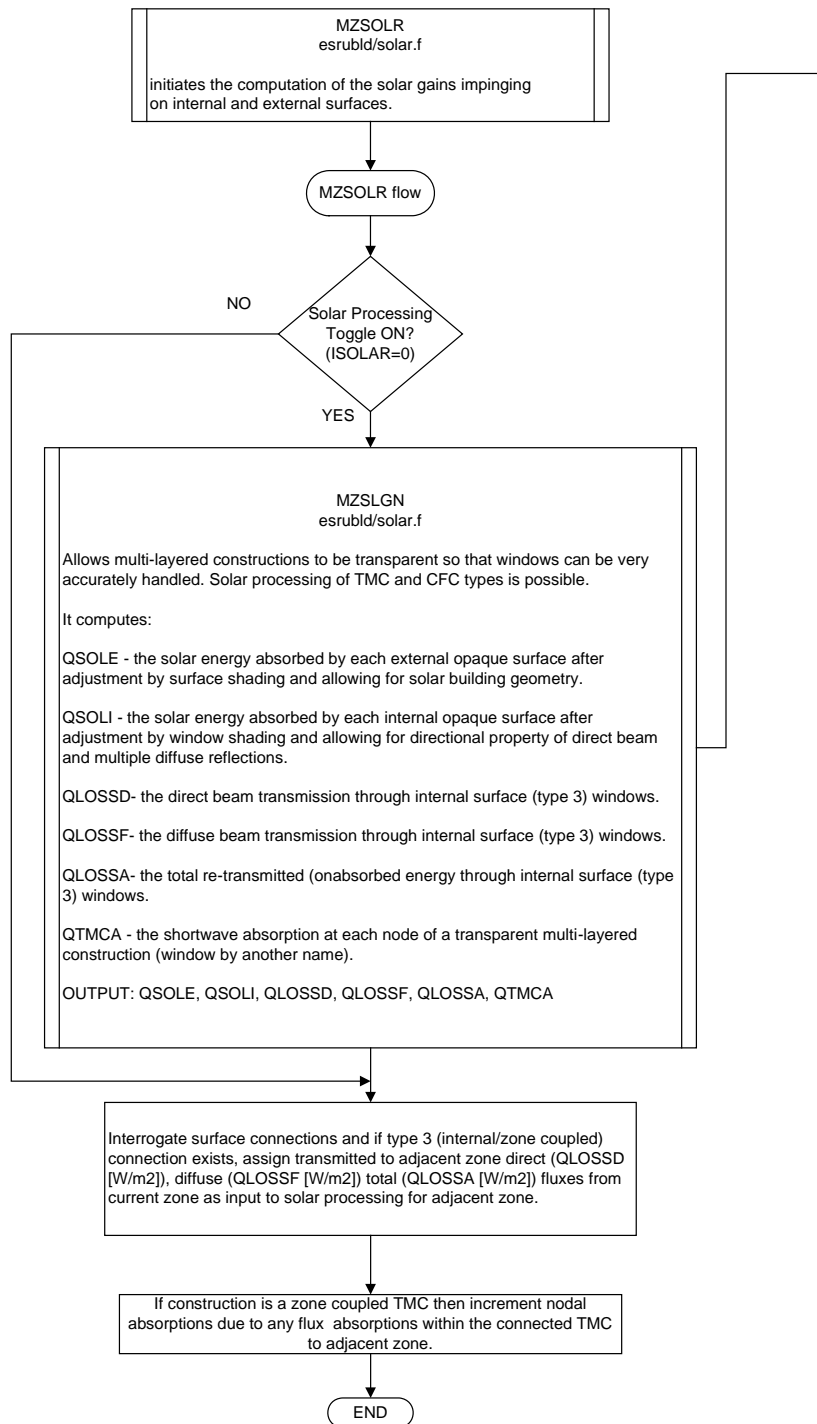 MZSOLR
esrubld/solar.f
initiates the computation of the solar gains impinging
on internal and external surfaces.
MZSOLR flow
NO
Solar Processing
Toggle ON?
(ISOLAR=0)
YES
MZSLGN
esrubld/solar.f
Allows multi-layered constructions to be transparent so that windows can be very
accurately handled. Solar processing of TMC and CFC types is possible.
It computes:
QSOLE - the solar energy absorbed by each external opaque surface after
adjustment by surface shading and allowing for solar building geometry.
QSOLI - the solar energy absorbed by each internal opaque surface after
adjustment by window shading and allowing for directional property of direct beam
and multiple diffuse reflections.
QLOSSD- the direct beam transmission through internal surface (type 3) windows.
QLOSSF- the diffuse beam transmission through internal surface (type 3) windows.
QLOSSA- the total re-transmitted (onabsorbed energy through internal surface (type
3) windows.
QTMCA - the shortwave absorption at each node of a transparent multi-layered
construction (window by another name).
OUTPUT: QSOLE, QSOLI, QLOSSD, QLOSSF, QLOSSA, QTMCA
Interrogate surface connections and if type 3 (internal/zone coupled)
connection exists, assign transmitted to adjacent zone direct (QLOSSD
[W/m2]), diffuse (QLOSSF [W/m2]) total (QLOSSA [W/m2]) fluxes from
current zone as input to solar processing for adjacent zone.
If construction is a zone coupled TMC then increment nodal
absorptions due to any flux absorptions within the connected TMC
to adjacent zone.
END